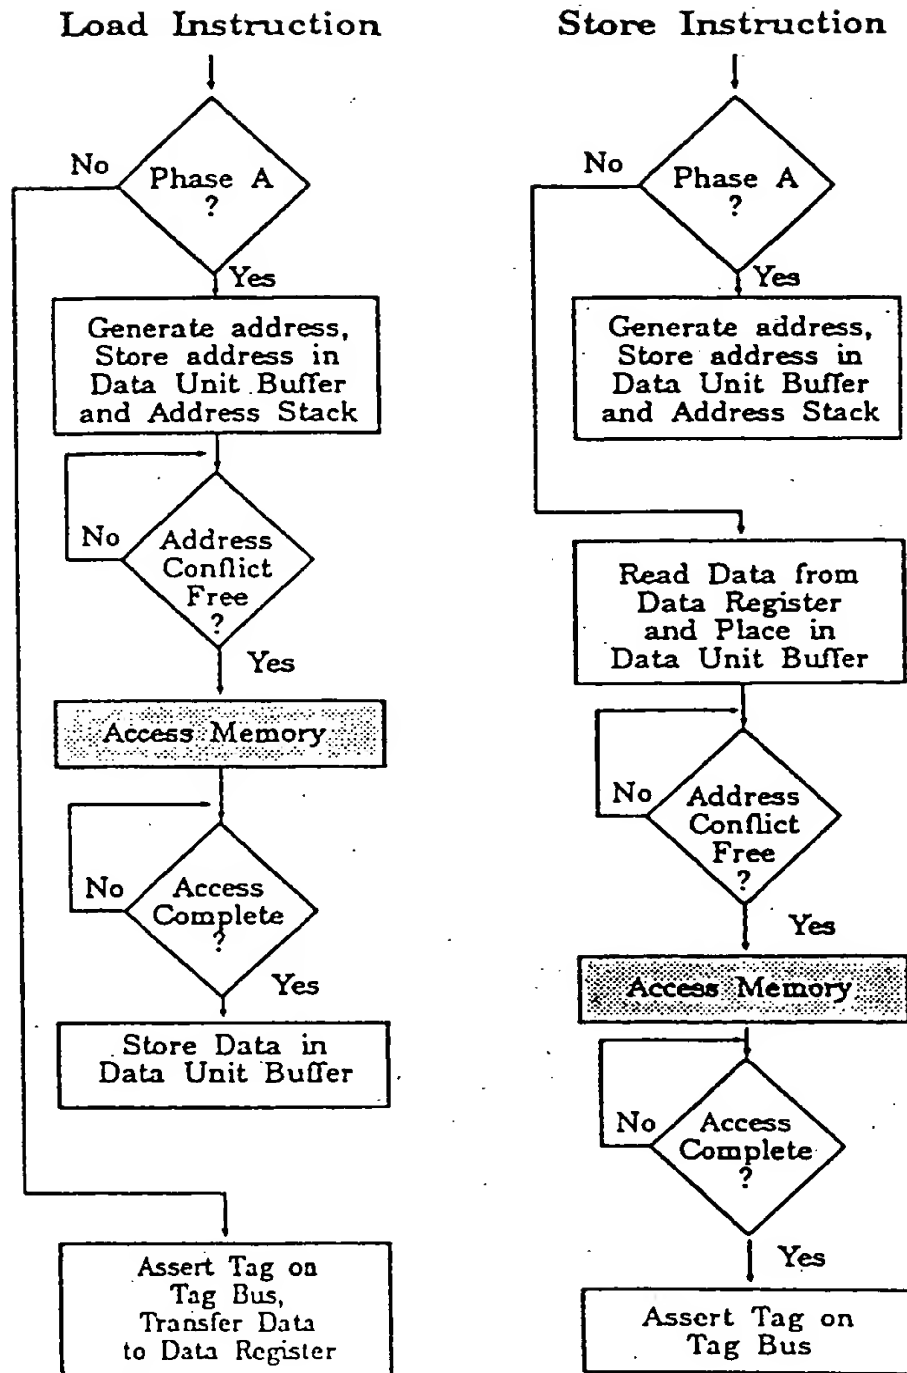 Load Instruction
No
Phase A
?
Yes
Generate address,
Store address in
Data Unit Buffer
and Address Stack
No
Address
Conflict
Free
?
Yes
Access Memory
No
Access
Complete
?
Yes
Store Data in
Data Unit Buffer
Assert Tag on
Tag Bus,
Transfer Data
to Data Register
Store Instruction
No
Phase A
?
Yes
Generate address,
Store address in
Data Unit Buffer
and Address Stack
Read Data from
Data Register
and Place in
Data Unit Buffer
No
Address
Conflict
Free
?
Yes
Access Memory
No
Access
Complete
?
Yes
Assert Tag on
Tag Bus